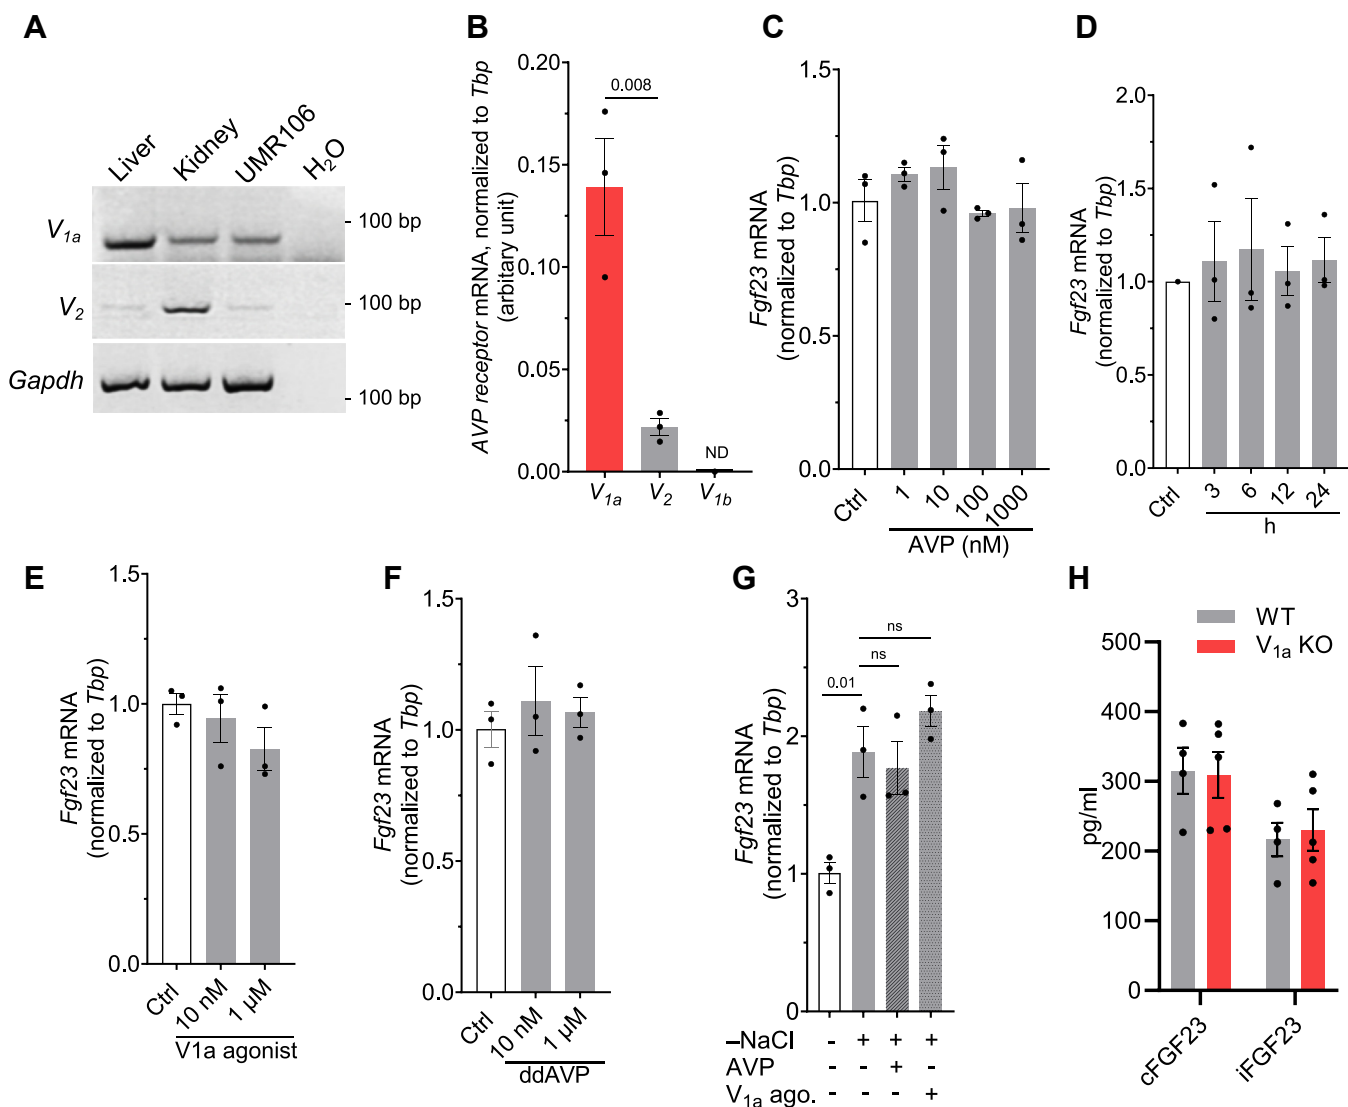 A
Liver
Kidney
UMR106
H2O
V1a
- 100 bp
V2
- 100 bp
Gapdh
- 100 bp
B
AVP receptor mRNA, normalized to Tbp
(arbitary unit)
0.20
0.15
0.10
0.05
0.00
0.008
ND
V1a
V2
V1b
C
Fgf23 mRNA
(normalized to Tbp)
1.5
1.0
0.5
0.0
Ctrl
1
10
100
1000
AVP (nM)
D
Fgf23 mRNA
(normalized to Tbp)
2.0
1.5
1.0
0.5
0.0
Ctrl
3
6
12
24
h
E
Fgf23 mRNA
(normalized to Tbp)
1.5
1.0
0.5
0.0
Ctrl
10 nM
1 µM
V1a agonist
F
Fgf23 mRNA
(normalized to Tbp)
1.5
1.0
0.5
0.0
Ctrl
10 nM
1 µM
ddAVP
G
Fgf23 mRNA
(normalized to Tbp)
3
2
1
0
ns
ns
0.01
–NaCl - + + +
AVP - - + -
V1a ago. - - - +
H
WT
V1a KO
pg/ml
500
400
300
200
100
0
cFGF23
iFGF23